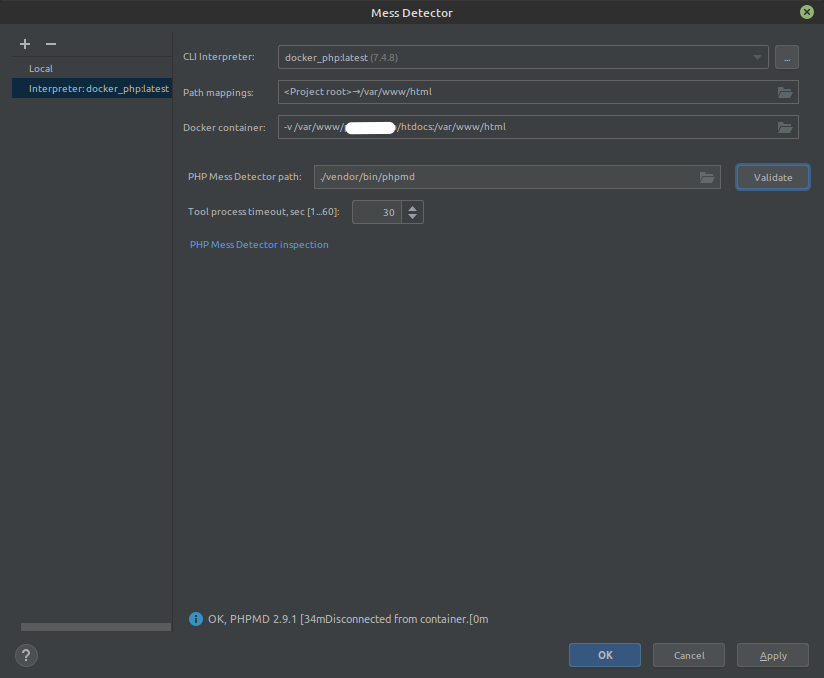 Mess Detector
Local
Interpreter: docker_php:latest
CLI Interpreter: docker_php:latest (7.4.8) ...
Path mappings: <Project root>→/var/www/html
Docker container: -v /var/www/ /htdocs:/var/www/html
PHP Mess Detector path: ./vendor/bin/phpmd Validate
Tool process timeout, sec [1...60]: 30
PHP Mess Detector inspection
OK, PHPMD 2.9.1 [34mDisconnected from container.[0m
? OK Cancel Apply